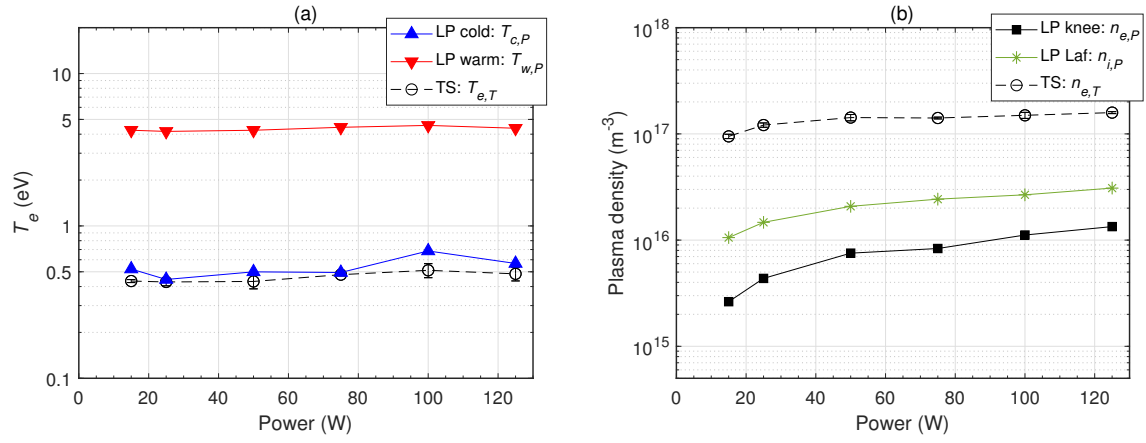 (a)
LP cold: T_{c,P}
LP warm: T_{w,P}
TS: T_{e,T}
10
5
1
0.5
0.1
T_e (eV)
0 20 40 60 80 100 120
Power (W)
(b)
LP knee: n_{e,P}
LP Laf: n_{i,P}
TS: n_{e,T}
10^{18}
10^{17}
10^{16}
10^{15}
Plasma density (m^{-3})
0 20 40 60 80 100 120
Power (W)